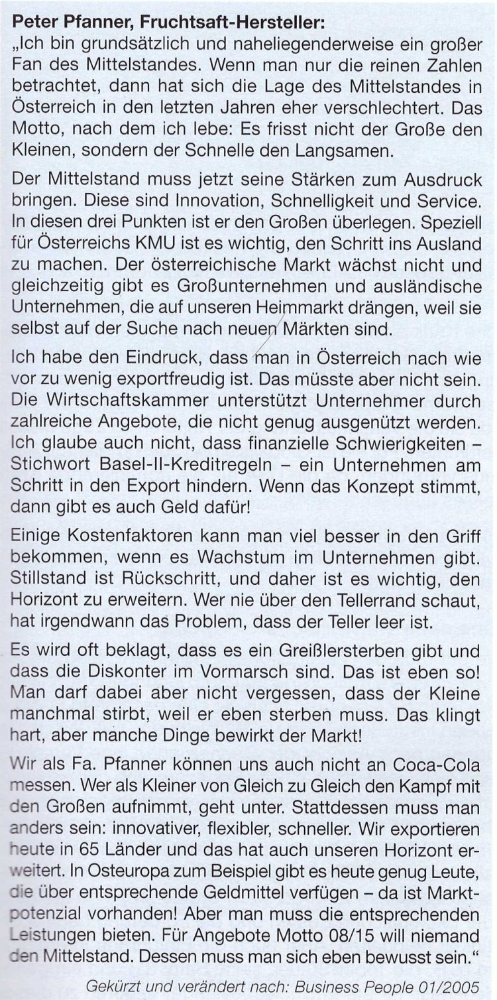 Peter Pfanner, Fruchtsaft-Hersteller:
„Ich bin grundsätzlich und naheliegenderweise ein großer
Fan des Mittelstandes. Wenn man nur die reinen Zahlen
betrachtet, dann hat sich die Lage des Mittelstandes in
Österreich in den letzten Jahren eher verschlechtert. Das
Motto, nach dem ich lebe: Es frisst nicht der Große den
Kleinen, sondern der Schnelle den Langsamen.
Der Mittelstand muss jetzt seine Stärken zum Ausdruck
bringen. Diese sind Innovation, Schnelligkeit und Service.
In diesen drei Punkten ist er den Großen überlegen. Speziell
für Österreichs KMU ist es wichtig, den Schritt ins Ausland
zu machen. Der österreichische Markt wächst nicht und
gleichzeitig gibt es Großunternehmen und ausländische
Unternehmen, die auf unseren Heimmarkt drängen, weil sie
selbst auf der Suche nach neuen Märkten sind.
Ich habe den Eindruck, dass man in Österreich nach wie
vor zu wenig exportfreudig ist. Das müsste aber nicht sein.
Die Wirtschaftskammer unterstützt Unternehmer durch
zahlreiche Angebote, die nicht genug ausgenützt werden.
Ich glaube auch nicht, dass finanzielle Schwierigkeiten –
Stichwort Basel-II-Kreditregeln – ein Unternehmen am
Schritt in den Export hindern. Wenn das Konzept stimmt,
dann gibt es auch Geld dafür!
Einige Kostenfaktoren kann man viel besser in den Griff
bekommen, wenn es Wachstum im Unternehmen gibt.
Stillstand ist Rückschritt, und daher ist es wichtig, den
Horizont zu erweitern. Wer nie über den Tellerrand schaut,
hat irgendwann das Problem, dass der Teller leer ist.
Es wird oft beklagt, dass es ein Greißlersterben gibt und
dass die Diskonter im Vormarsch sind. Das ist eben so!
Man darf dabei aber nicht vergessen, dass der Kleine
manchmal stirbt, weil er eben sterben muss. Das klingt
hart, aber manche Dinge bewirkt der Markt!
Wir als Fa. Pfanner können uns auch nicht an Coca-Cola
messen. Wer als Kleiner von Gleich zu Gleich den Kampf mit
den Großen aufnimmt, geht unter. Stattdessen muss man
anders sein: innovativer, flexibler, schneller. Wir exportieren
heute in 65 Länder und das hat auch unseren Horizont er-
weitert. In Osteuropa zum Beispiel gibt es heute genug Leute,
die über entsprechende Geldmittel verfügen – da ist Markt-
potenzial vorhanden! Aber man muss die entsprechenden
Leistungen bieten. Für Angebote Motto 08/15 will niemand
den Mittelstand. Dessen muss man sich eben bewusst sein.“
Gekürzt und verändert nach: Business People 01/2005